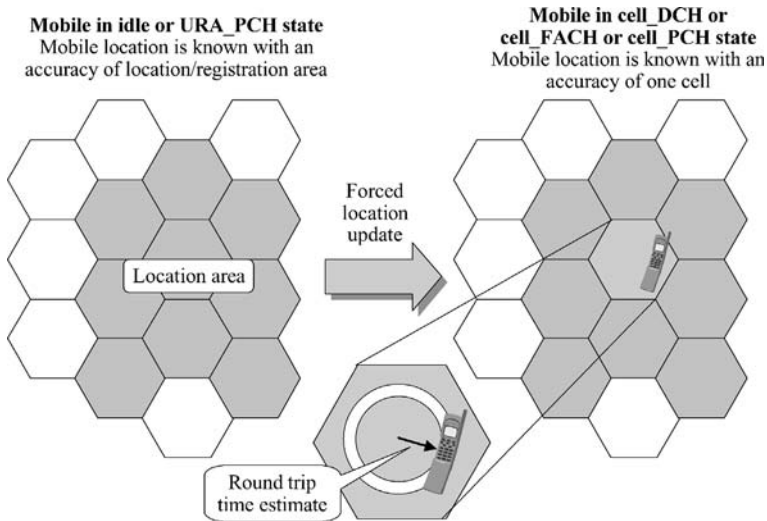 Mobile in idle or URA_PCH state
Mobile location is known with an
accuracy of location/registration area
Mobile in cell_DCH or
cell_FACH or cell_PCH state
Mobile location is known with an
accuracy of one cell
Forced
location
update
Location area
Round trip
time estimate